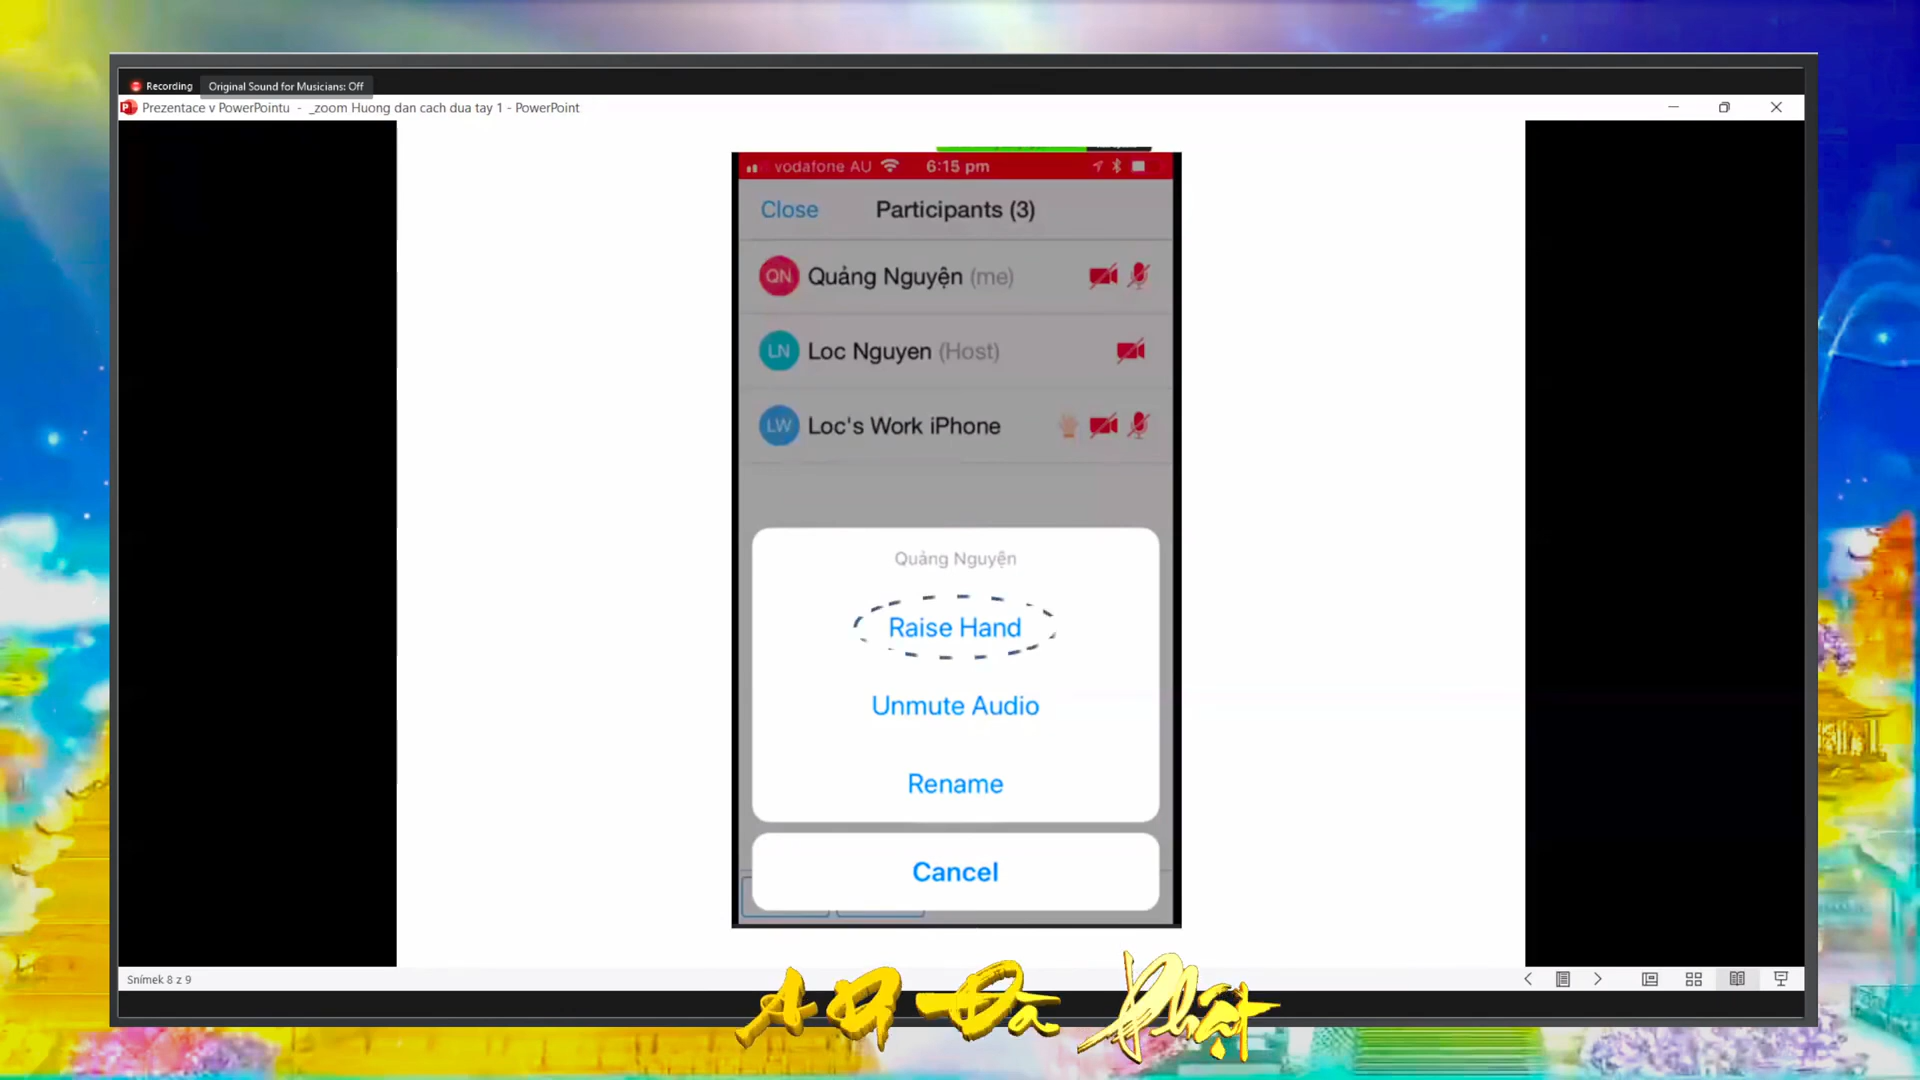 Recording Original Sound for Musicians: Off
Prezentace v PowerPointu - _zoom Huong dan cach dua tay 1 - PowerPoint
vodafone AU 6:15 pm
Close Participants (3)
QN Quảng Nguyện (me)
LN Loc Nguyen (Host)
LW Loc's Work iPhone
Quảng Nguyện
Raise Hand
Unmute Audio
Rename
Cancel
Snímek 8 z 9
A Di Đà Phật